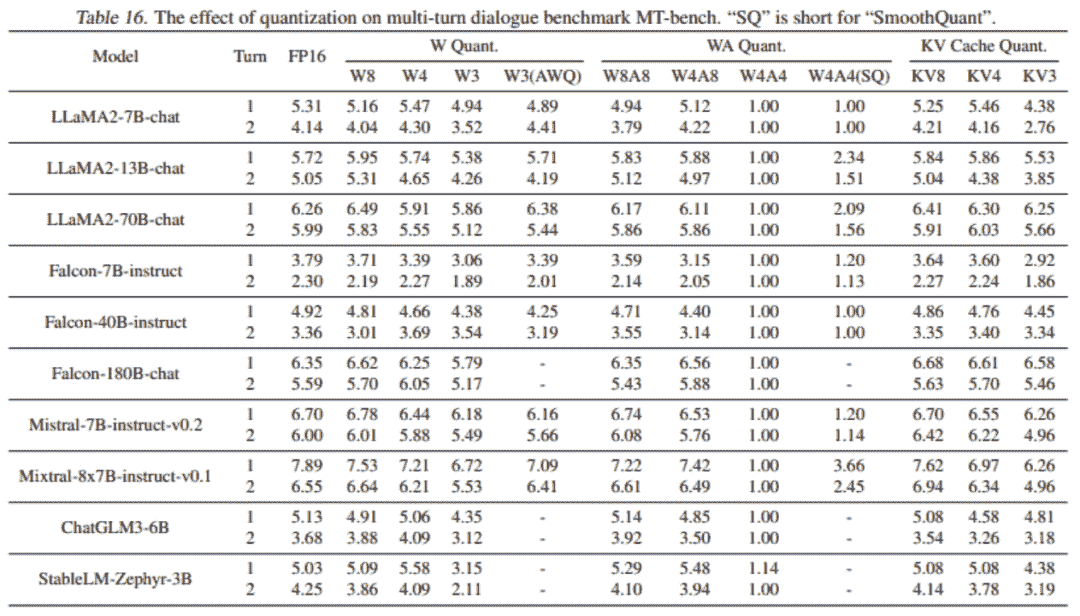 Table 16. The effect of quantization on multi-turn dialogue benchmark MT-bench. “SQ” is short for “SmoothQuant”.
Model Turn FP16 W Quant. WA Quant. KV Cache Quant.
W8 W4 W3 W3(AWQ) W8A8 W4A8 W4A4 W4A4(SQ) KV8 KV4 KV3
LLaMA2-7B-chat 1 5.31 5.16 5.47 4.94 4.89 4.94 5.12 1.00 1.00 5.25 5.46 4.38
2 4.14 4.04 4.30 3.52 4.41 3.79 4.22 1.00 1.00 4.21 4.16 2.76
LLaMA2-13B-chat 1 5.72 5.95 5.74 5.38 5.71 5.83 5.88 1.00 2.34 5.84 5.86 5.53
2 5.05 5.31 4.65 4.26 4.19 5.12 4.97 1.00 1.51 5.04 4.38 3.85
LLaMA2-70B-chat 1 6.26 6.49 5.91 5.86 6.38 6.17 6.11 1.00 2.09 6.41 6.30 6.25
2 5.99 5.83 5.55 5.12 5.44 5.86 5.86 1.00 1.56 5.91 6.03 5.66
Falcon-7B-instruct 1 3.79 3.71 3.39 3.06 3.39 3.59 3.15 1.00 1.20 3.64 3.60 2.92
2 2.30 2.19 2.27 1.89 2.01 2.14 2.05 1.00 1.13 2.27 2.24 1.86
Falcon-40B-instruct 1 4.92 4.81 4.66 4.38 4.25 4.71 4.40 1.00 1.00 4.86 4.76 4.45
2 3.36 3.01 3.69 3.54 3.19 3.55 3.14 1.00 1.00 3.35 3.40 3.34
Falcon-180B-chat 1 6.35 6.62 6.25 5.79 - 6.35 6.56 1.00 - 6.68 6.61 6.58
2 5.59 5.70 6.05 5.17 - 5.43 5.88 1.00 - 5.63 5.70 5.46
Mistral-7B-instruct-v0.2 1 6.70 6.78 6.44 6.18 6.16 6.74 6.53 1.00 1.20 6.70 6.55 6.26
2 6.00 6.01 5.88 5.49 5.66 6.08 5.76 1.00 1.14 6.42 6.22 4.96
Mixtral-8x7B-instruct-v0.1 1 7.89 7.53 7.21 6.72 7.09 7.22 7.42 1.00 3.66 7.62 6.97 6.26
2 6.55 6.64 6.21 5.53 6.41 6.61 6.49 1.00 2.45 6.94 6.34 4.96
ChatGLM3-6B 1 5.13 4.91 5.06 4.35 - 5.14 4.85 1.00 - 5.08 4.58 4.81
2 3.68 3.88 4.09 3.12 - 3.92 3.50 1.00 - 3.54 3.26 3.18
StableLM-Zephyr-3B 1 5.03 5.09 5.58 3.15 - 5.29 5.48 1.14 - 5.08 5.08 4.38
2 4.25 3.86 4.09 2.11 - 4.10 3.94 1.00 - 4.14 3.78 3.19